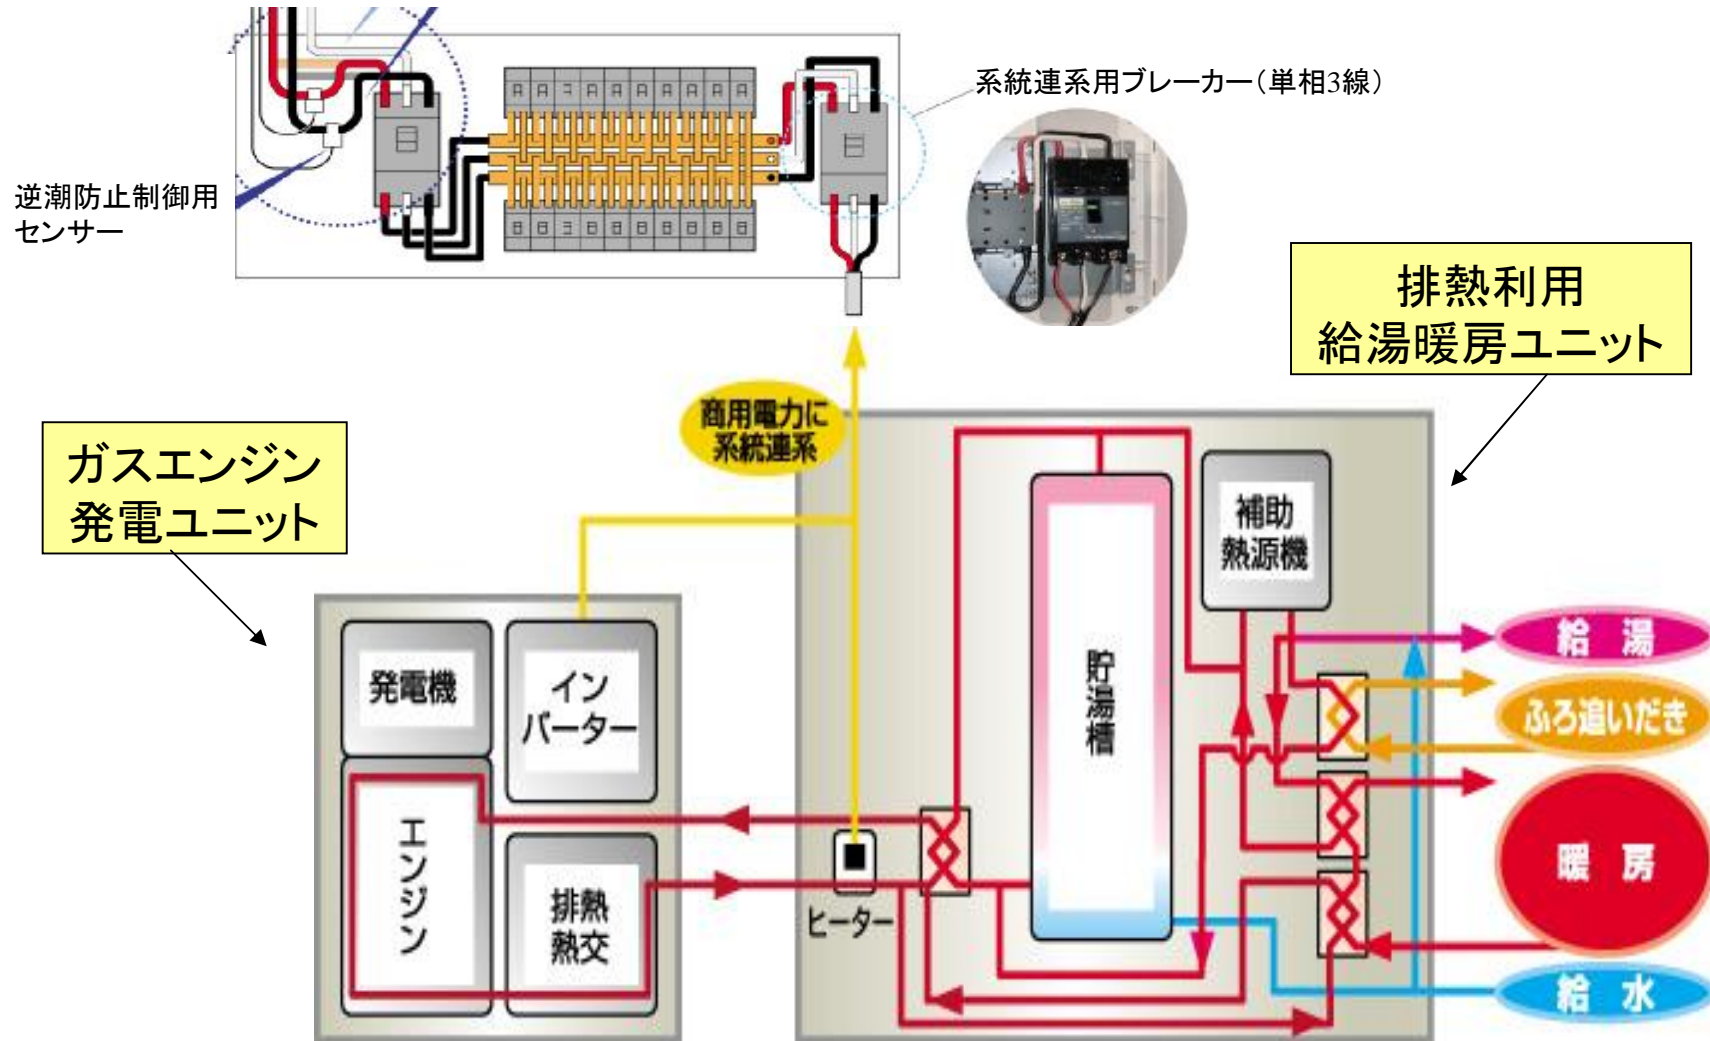 系統連系用ブレーカー（単相3線）
逆潮防止制御用
センサー
排熱利用
給湯暖房ユニット
商用電力に
系統連系
ガスエンジン
発電ユニット
補助
熱源機
発電機
イン
バーター
貯湯槽
給湯
ふろ追いだき
エンジン
排熱
熱交
ヒーター
暖房
給水